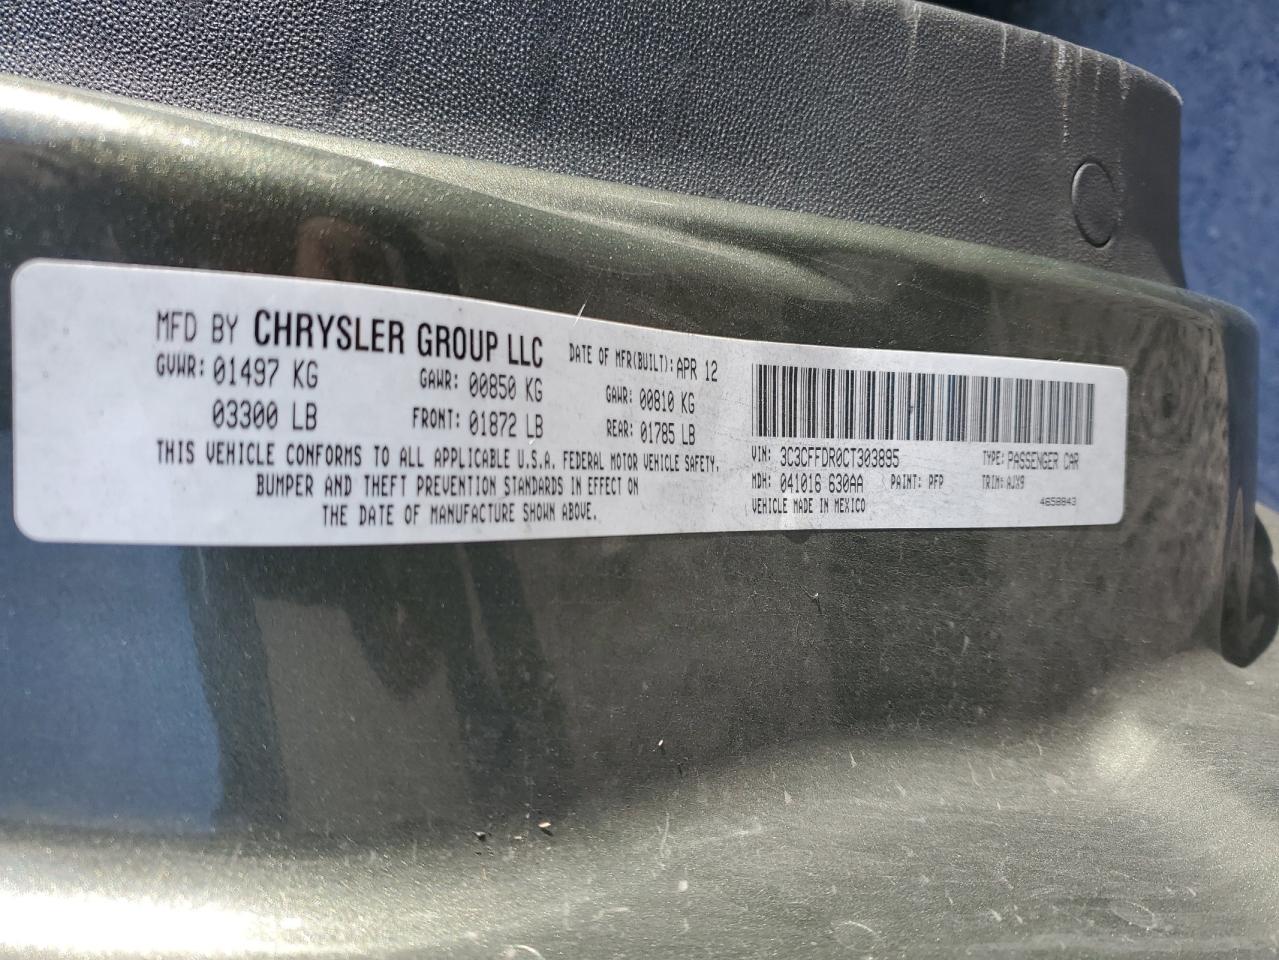 MFD BY CHRYSLER GROUP LLC DATE OF MFR(BUILT): APR 12
GVWR: 01497 KG GAWR: 00850 KG GAWR: 00810 KG
03300 LB FRONT: 01872 LB REAR: 01785 LB
THIS VEHICLE CONFORMS TO ALL APPLICABLE U.S.A. FEDERAL MOTOR VEHICLE SAFETY,
BUMPER AND THEFT PREVENTION STANDARDS IN EFFECT ON
THE DATE OF MANUFACTURE SHOWN ABOVE.
VIN: 3C3CFFDR0CT303895 TYPE: PASSENGER CAR
MDH: 041016 630AA PAINT: PFP TRIM: AJX9
VEHICLE MADE IN MEXICO 4658843